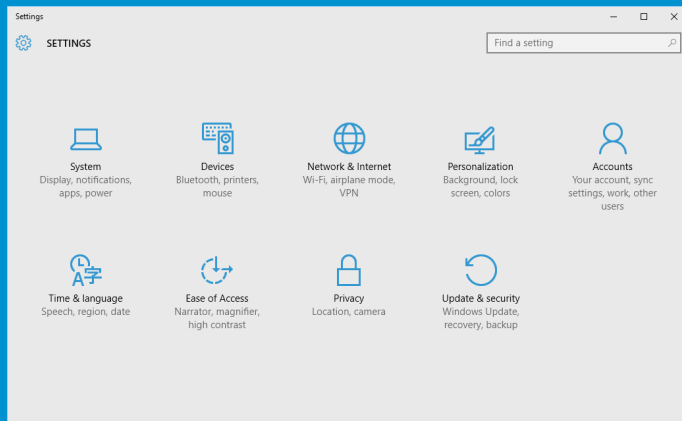 Settings
SETTINGS
Find a setting
System
Display, notifications,
apps, power
Devices
Bluetooth, printers,
mouse
Network & Internet
Wi-Fi, airplane mode,
VPN
Personalization
Background, lock
screen, colors
Accounts
Your account, sync
settings, work, other
users
A字
Time & language
Speech, region, date
Ease of Access
Narrator, magnifier,
high contrast
Privacy
Location, camera
Update & security
Windows Update,
recovery, backup